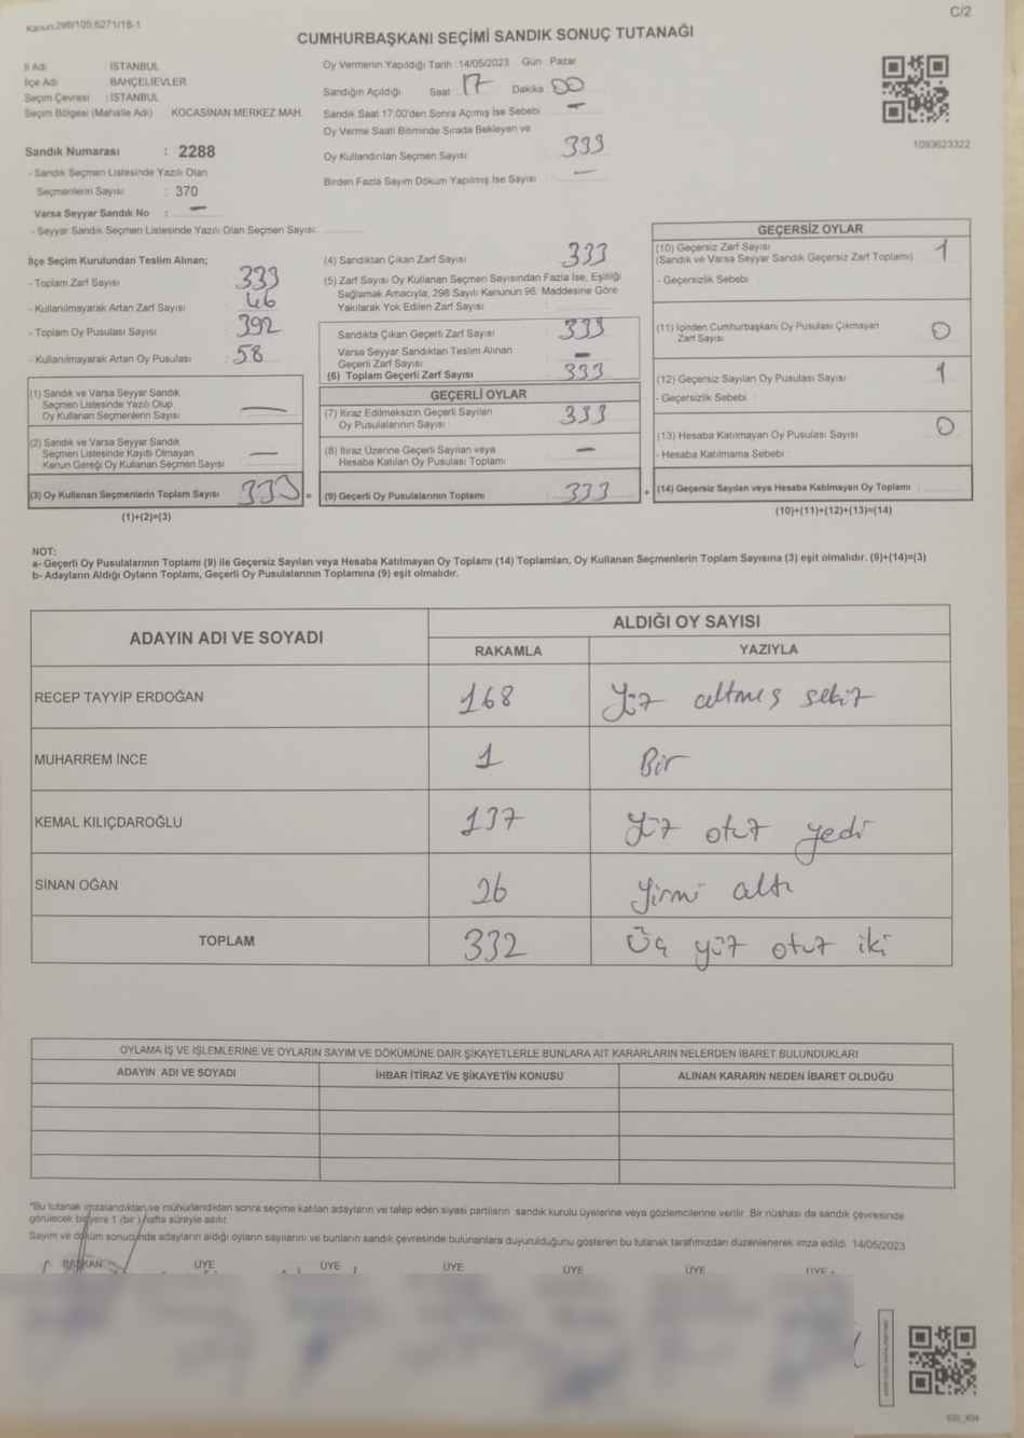 Kanun:298/105,6271/18-1
C/2
CUMHURBAŞKANI SEÇİMİ SANDIK SONUÇ TUTANAĞI
İl Adı : İSTANBUL
İlçe Adı : BAHÇELİEVLER
Seçim Çevresi : İSTANBUL
Seçim Bölgesi (Mahalle Adı) : KOCASİNAN MERKEZ MAH.
Sandık Numarası : 2288
- Sandık Seçmen Listesinde Yazılı Olan
Seçmenlerin Sayısı : 370
Varsa Seyyar Sandık No : —
- Seyyar Sandık Seçmen Listesinde Yazılı Olan Seçmen Sayısı:
Oy Vermenin Yapıldığı Tarih :14/05/2023 Gün : Pazar
Sandığın Açıldığı Saat : 17 Dakika : 00
Sandık Saat 17.00'den Sonra Açılmış İse Sebebi : —
Oy Verme Saati Bitiminde Sırada Bekleyen ve
Oy Kullandırılan Seçmen Sayısı : 333
Birden Fazla Sayım Döküm Yapılmış İse Sayısı : —
1093623322
İlçe Seçim Kurulundan Teslim Alınan;
- Toplam Zarf Sayısı : 333
- Kullanılmayarak Artan Zarf Sayısı : 46
- Toplam Oy Pusulası Sayısı : 392
- Kullanılmayarak Artan Oy Pusulası : 58
(1) Sandık ve Varsa Seyyar Sandık
Seçmen Listesinde Yazılı Olup
Oy Kullanan Seçmenlerin Sayısı —
(2) Sandık ve Varsa Seyyar Sandık
Seçmen Listesinde Kayıtlı Olmayan
Kanun Gereği Oy Kullanan Seçmen Sayısı —
(3) Oy Kullanan Seçmenlerin Toplam Sayısı 333 =
(1)+(2)=(3)
(4) Sandıktan Çıkan Zarf Sayısı 333
(5) Zarf Sayısı Oy Kullanan Seçmen Sayısından Fazla İse, Eşitliği
Sağlamak Amacıyla, 298 Sayılı Kanunun 98. Maddesine Göre
Yakılarak Yok Edilen Zarf Sayısı
Sandıkta Çıkan Geçerli Zarf Sayısı 333
Varsa Seyyar Sandıktan Teslim Alınan
Geçerli Zarf Sayısı —
(6) Toplam Geçerli Zarf Sayısı 333
GEÇERLİ OYLAR
(7) İtiraz Edilmeksizin Geçerli Sayılan
Oy Pusulalarının Sayısı 333
(8) İtiraz Üzerine Geçerli Sayılan veya
Hesaba Katılan Oy Pusulası Toplamı —
(9) Geçerli Oy Pusulalarının Toplamı 333 +
GEÇERSİZ OYLAR
(10) Geçersiz Zarf Sayısı
(Sandık ve Varsa Seyyar Sandık Geçersiz Zarf Toplamı) 1
- Geçersizlik Sebebi
(11) İçinden Cumhurbaşkanı Oy Pusulası Çıkmayan
Zarf Sayısı 0
(12) Geçersiz Sayılan Oy Pusulası Sayısı 1
- Geçersizlik Sebebi
(13) Hesaba Katılmayan Oy Pusulası Sayısı 0
- Hesaba Katılmama Sebebi
(14) Geçersiz Sayılan veya Hesaba Katılmayan Oy Toplamı
(10)+(11)+(12)+(13)=(14)
NOT:
a- Geçerli Oy Pusulalarının Toplamı (9) ile Geçersiz Sayılan veya Hesaba Katılmayan Oy Toplamı (14) Toplamları, Oy Kullanan Seçmenlerin Toplam Sayısına (3) eşit olmalıdır. (9)+(14)=(3)
b- Adayların Aldığı Oyların Toplamı, Geçerli Oy Pusulalarının Toplamına (9) eşit olmalıdır.
ADAYIN ADI VE SOYADI ALDIĞI OY SAYISI
RAKAMLA YAZIYLA
RECEP TAYYİP ERDOĞAN 168 Yüz altmış sekiz
MUHARREM İNCE 1 Bir
KEMAL KILIÇDAROĞLU 137 Yüz otuz yedi
SİNAN OĞAN 26 Yirmi altı
TOPLAM 332 Üç yüz otuz iki
OYLAMA İŞ VE İŞLEMLERİNE VE OYLARIN SAYIM VE DÖKÜMÜNE DAİR ŞİKAYETLERLE BUNLARA AİT KARARLARIN NELERDEN İBARET BULUNDUKLARI
ADAYIN ADI VE SOYADI İHBAR İTİRAZ VE ŞİKAYETİN KONUSU ALINAN KARARIN NEDEN İBARET OLDUĞU
"Bu tutanak imzalandıktan ve mühürlendikten sonra seçime katılan adayların ve talep eden siyasi partilerin sandık kurulu üyelerine veya gözlemcilerine verilir. Bir nüshası da sandık çevresinde
görülecek bir yere 1 (bir ) hafta süreyle asılır.
Sayım ve döküm sonucunda adayların aldığı oyların sayılarını ve bunların sandık çevresinde bulunanlara duyurulduğunu gösteren bu tutanak tarafımızdan düzenlenerek imza edildi. 14/05/2023
BAŞKAN ÜYE ÜYE ÜYE ÜYE ÜYE ÜYE